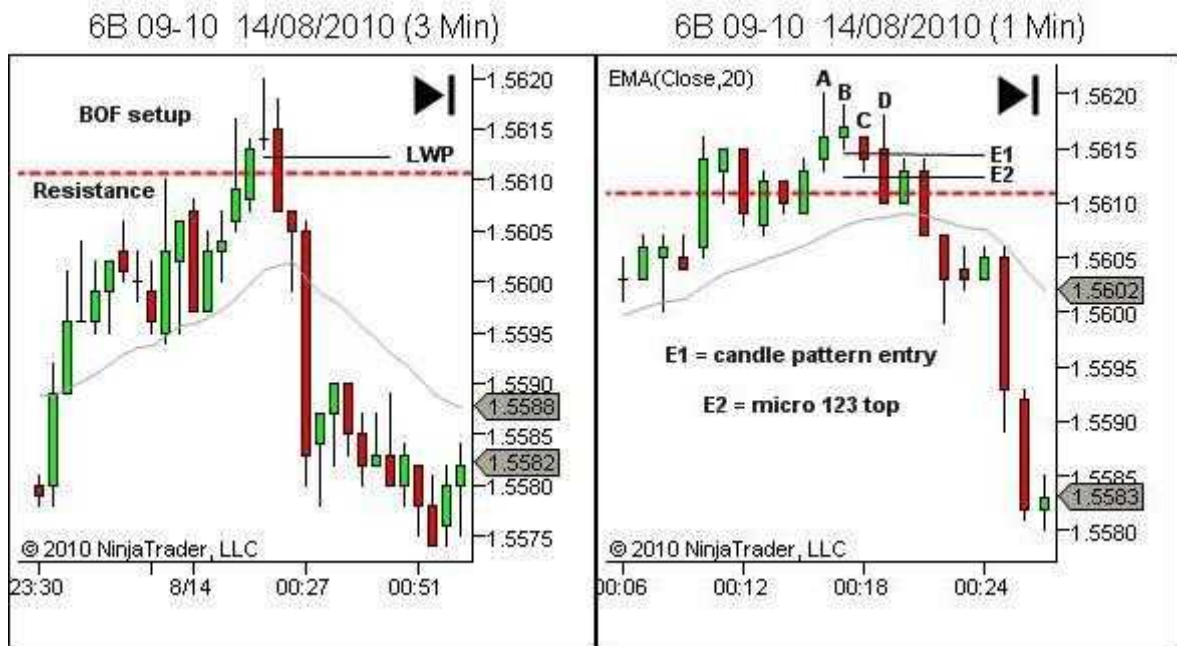 6B 09-10 14/08/2010 (3 Min)
BOF setup
LWP
Resistance
1.5620
1.5615
1.5610
1.5605
1.5600
1.5595
1.5590
1.5588
1.5585
1.5582
1.5580
1.5575
© 2010 NinjaTrader, LLC
23:30 8/14 00:27 00:51
6B 09-10 14/08/2010 (1 Min)
EMA(Close,20)
A
B
C
D
E1
E2
E1 = candle pattern entry
E2 = micro 123 top
1.5620
1.5615
1.5610
1.5605
1.5602
1.5600
1.5595
1.5590
1.5585
1.5583
1.5580
© 2010 NinjaTrader, LLC
00:06 00:12 00:18 00:24